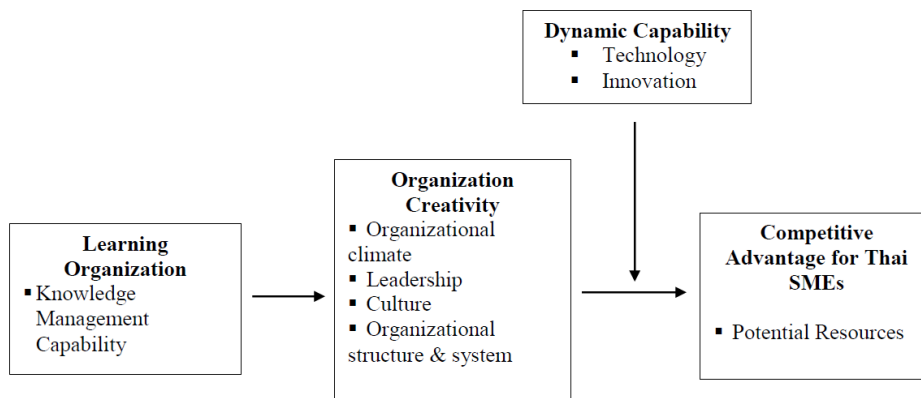 Dynamic Capability
▪ Technology
▪ Innovation
Organization
Creativity
▪ Organizational
climate
▪ Leadership
▪ Culture
▪ Organizational
structure & system
Learning
Organization
▪ Knowledge
Management
Capability
Competitive
Advantage for Thai
SMEs
▪ Potential Resources